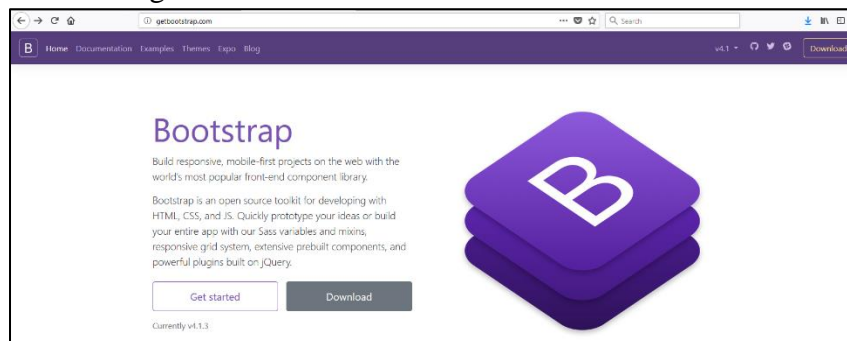 getbootstrap.com
Search
B
Home Documentation Examples Themes Expo Blog
v4.1
Download
Bootstrap
Build responsive, mobile-first projects on the web with the
world's most popular front-end component library.
Bootstrap is an open source toolkit for developing with
HTML, CSS, and JS. Quickly prototype your ideas or build
your entire app with our Sass variables and mixins,
responsive grid system, extensive prebuilt components, and
powerful plugins built on jQuery.
Get started
Download
Currently v4.1.3
B